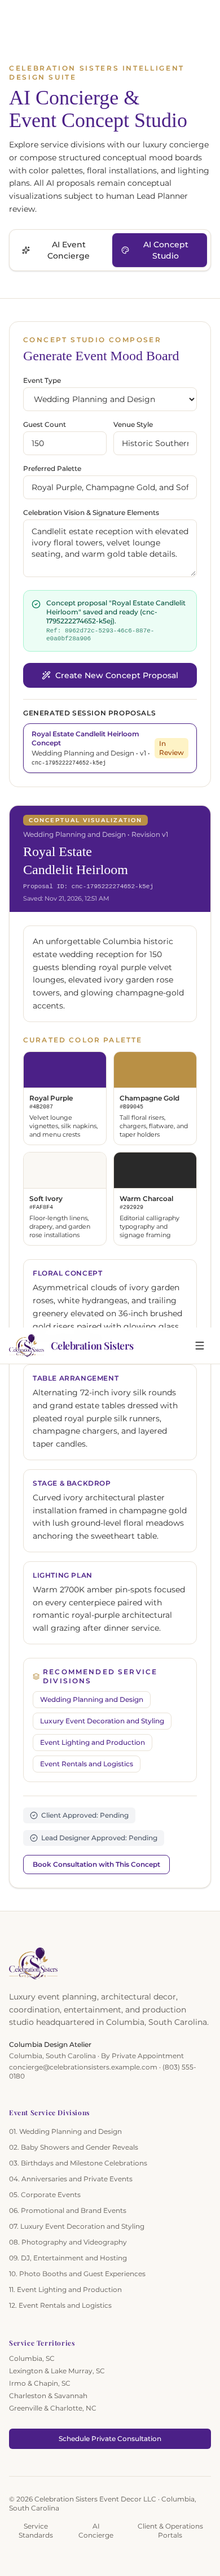 CELEBRATION SISTERS INTELLIGENT
DESIGN SUITE
AI Concierge &
Event Concept Studio
Explore service divisions with our luxury concierge
or compose structured conceptual mood boards
with color palettes, floral installations, and lighting
plans. All AI proposals remain conceptual
visualizations subject to human Lead Planner
review.
AI Event
Concierge
AI Concept
Studio
CONCEPT STUDIO COMPOSER
Generate Event Mood Board
Event Type
Wedding Planning and Design
Guest Count
Venue Style
150
Historic Southern
Preferred Palette
Royal Purple, Champagne Gold, and Sof
Celebration Vision & Signature Elements
Candlelit estate reception with elevated
ivory floral towers, velvet lounge
seating, and warm gold table details.
Concept proposal "Royal Estate Candlelit
Heirloom" saved and ready (cnc-
1795222274652-k5ej).
Create New Concept Proposal
GENERATED SESSION PROPOSALS
Royal Estate Candlelit Heirloom
Concept
Wedding Planning and Design • v1 •
cnc-1795222274652-k5ej
In
Review
CONCEPTUAL VISUALIZATION
Wedding Planning and Design • Revision v1
Royal Estate
Candlelit Heirloom
Proposal ID: cnc-1795222274652-k5ej
Saved: Nov 21, 2026, 12:51 AM
An unforgettable Columbia historic
estate wedding reception for 150
guests blending royal purple velvet
lounges, elevated ivory garden rose
towers, and glowing champagne-gold
accents.
CURATED COLOR PALETTE
Royal Purple
Velvet lounge
vignettes, silk napkins,
and menu crests
Champagne Gold
Tall floral risers,
chargers, flatware, and
taper holders
Soft Ivory
#FAF8F4
Floor-length linens,
drapery, and garden
rose installations
Warm Charcoal
#292929
Editorial calligraphy
typography and
signage framing
FLORAL CONCEPT
Asymmetrical clouds of ivory garden
roses, white hydrangeas, and trailing
greenery elevated on 36-inch brushed
gold risers paired with glowing glass
Celebration Sisters
Celebration Sisters
TABLE ARRANGEMENT
Alternating 72-inch ivory silk rounds
and grand estate tables dressed with
pleated royal purple silk runners,
champagne chargers, and layered
taper candles.
STAGE & BACKDROP
Curved ivory architectural plaster
installation framed in champagne gold
with lush ground-level floral meadows
anchoring the sweetheart table.
LIGHTING PLAN
Warm 2700K amber pin-spots focused
on every centerpiece paired with
romantic royal-purple architectural
wall grazing after dinner service.
RECOMMENDED SERVICE
DIVISIONS
Wedding Planning and Design
Luxury Event Decoration and Styling
Event Lighting and Production
Event Rentals and Logistics
Client Approved: Pending
Lead Designer Approved: Pending
Book Consultation with This Concept
Celebration Sisters
Luxury event planning, architectural decor,
coordination, entertainment, and production
studio headquartered in Columbia, South Carolina.
Columbia Design Atelier
Columbia, South Carolina · By Private Appointment
concierge@celebrationsisters.example.com · (803) 555-
0180
Event Service Divisions
01. Wedding Planning and Design
02. Baby Showers and Gender Reveals
03. Birthdays and Milestone Celebrations
04. Anniversaries and Private Events
05. Corporate Events
06. Promotional and Brand Events
07. Luxury Event Decoration and Styling
08. Photography and Videography
09. DJ, Entertainment and Hosting
10. Photo Booths and Guest Experiences
11. Event Lighting and Production
12. Event Rentals and Logistics
Service Territories
Columbia, SC
Lexington & Lake Murray, SC
Irmo & Chapin, SC
Charleston & Savannah
Greenville & Charlotte, NC
Schedule Private Consultation
© 2026 Celebration Sisters Event Decor LLC · Columbia,
South Carolina
Service
Standards
AI
Concierge
Client & Operations
Portals